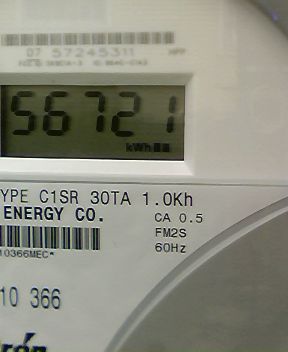 07 57245311
56721
kWh
YPE C1SR 30TA 1.0Kh
ENERGY CO.
CA 0.5
FM2S
60Hz
10366MEC*
10 366
rón